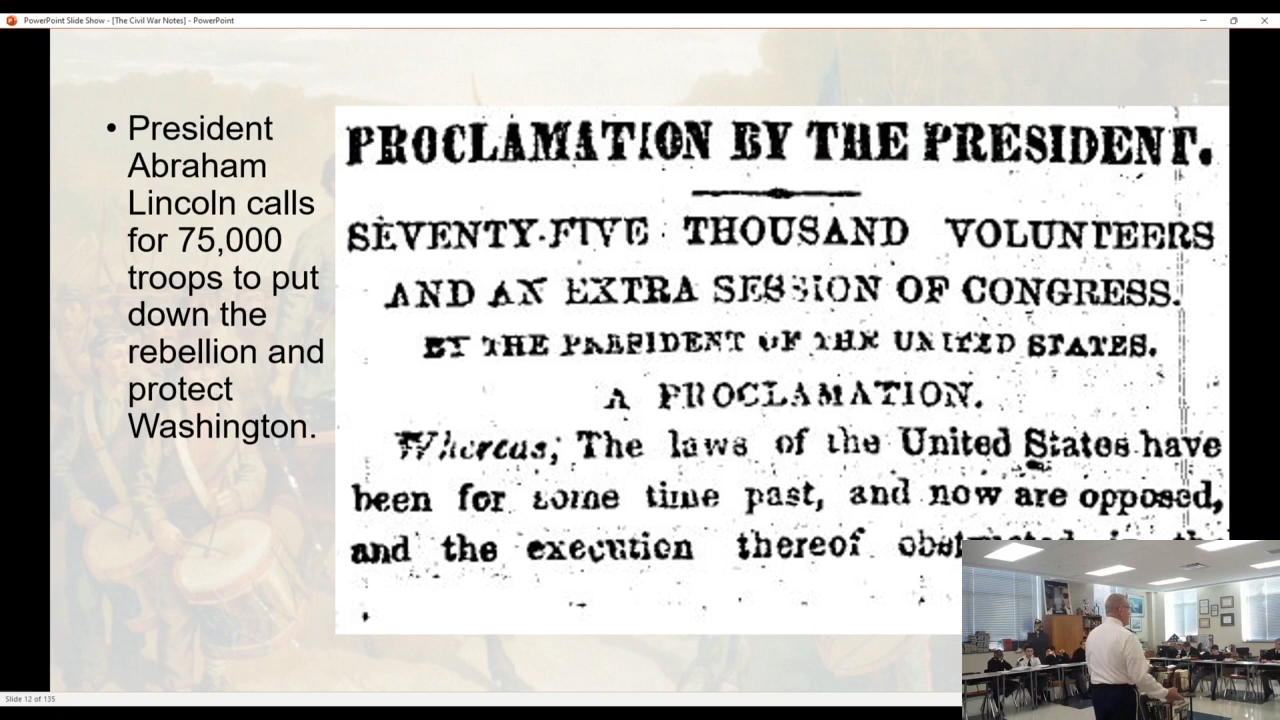 PowerPoint Slide Show - [The Civil War Notes] - PowerPoint
• President
Abraham
Lincoln calls
for 75,000
troops to put
down the
rebellion and
protect
Washington.
PROCLAMATION BY THE PRESIDENT.
SEVENTY-FIVE THOUSAND VOLUNTEERS
AND AN EXTRA SESSION OF CONGRESS.
BY THE PRESIDENT OF THE UNITED STATES.
A PROCLAMATION.
Whereas, The laws of the United States have
been for some time past, and now are opposed,
and the execution thereof
Slide 12 of 135